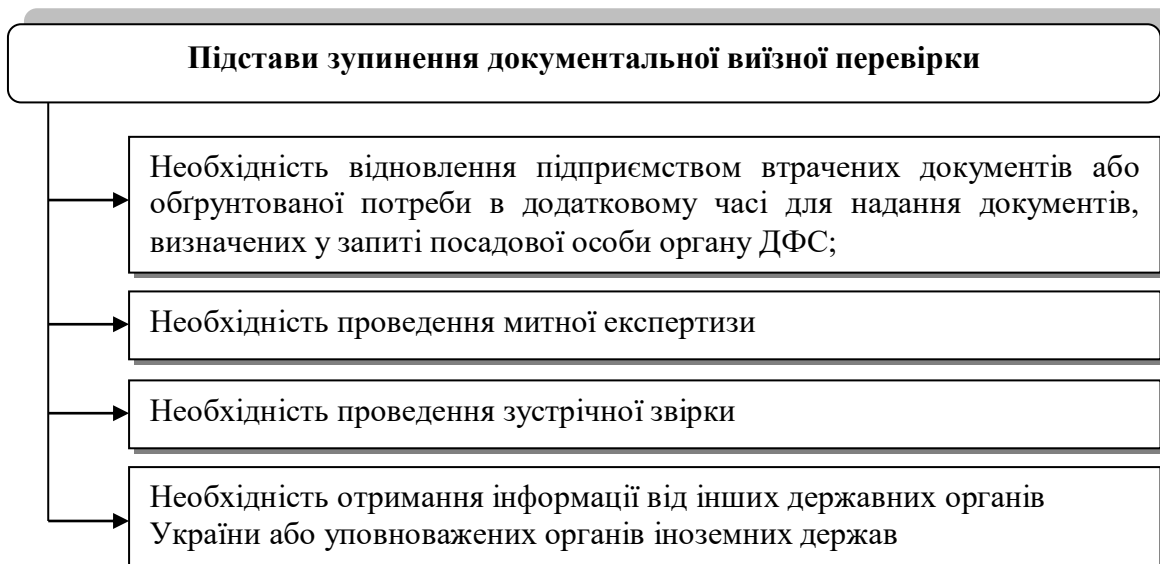 Підстави зупинення документальної виїзної перевірки
Необхідність відновлення підприємством втрачених документів або
обґрунтованої потреби в додатковому часі для надання документів,
визначених у запиті посадової особи органу ДФС;
Необхідність проведення митної експертизи
Необхідність проведення зустрічної звірки
Необхідність отримання інформації від інших державних органів
України або уповноважених органів іноземних держав